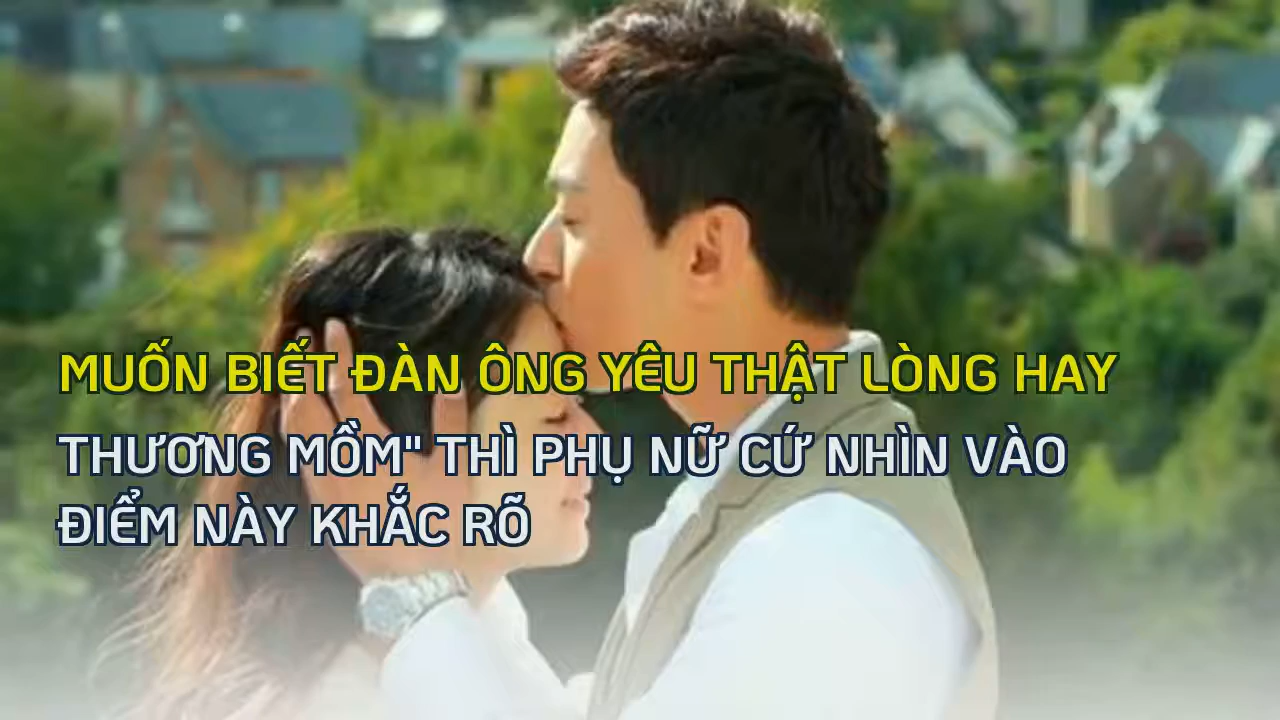 MUỐN BIẾT ĐÀN ÔNG YÊU THẬT LÒNG HAY
THƯƠNG MỒM" THÌ PHỤ NỮ CỨ NHÌN VÀO
ĐIỂM NÀY KHẮC RÕ